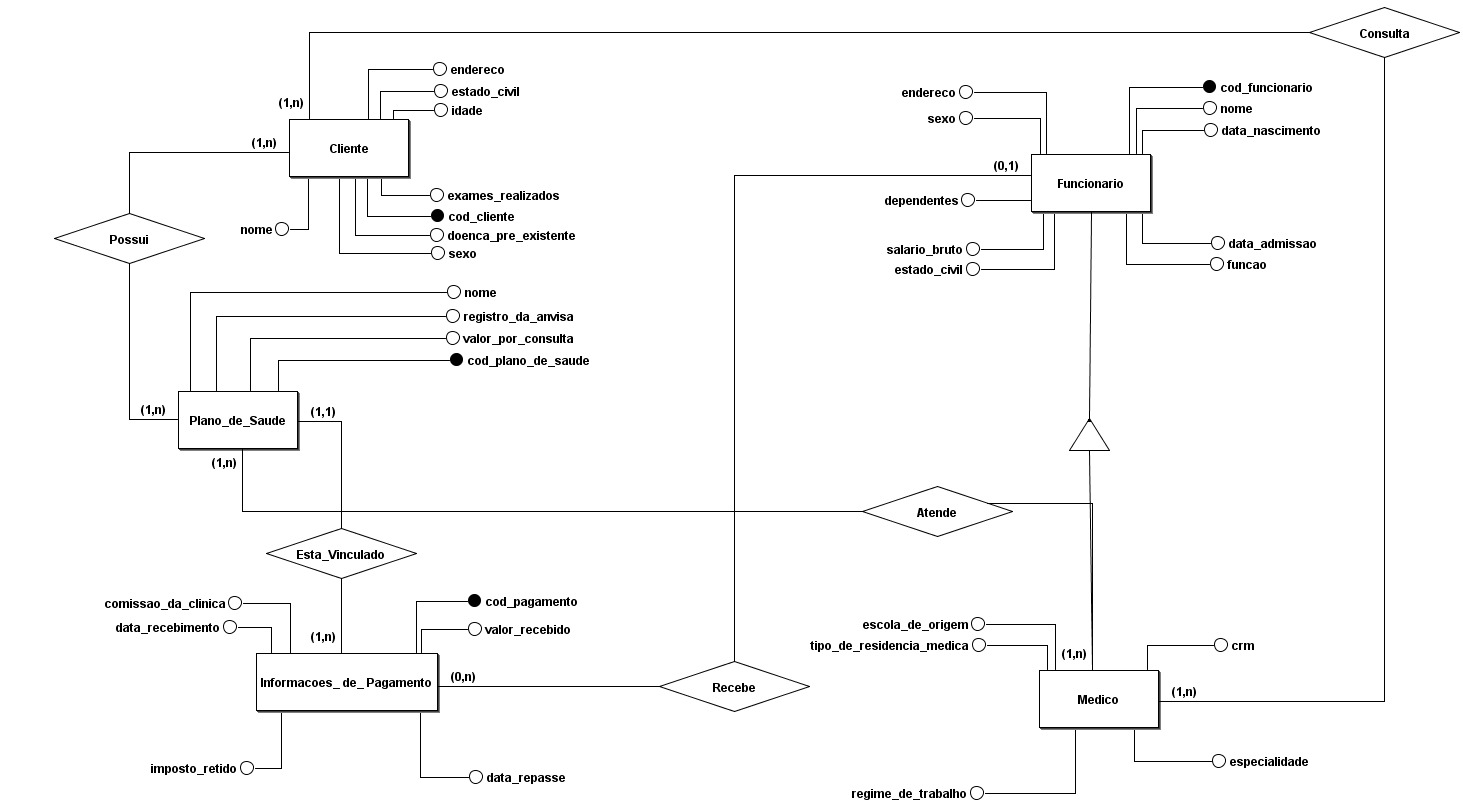 Consulta
endereco
estado_civil
idade
(1,n)
Cliente
(1,n)
exames_realizados
cod_cliente
doenca_pre_existente
sexo
nome
Possui
endereco
sexo
cod_funcionario
nome
data_nascimento
(0,1)
Funcionario
dependentes
salario_bruto
estado_civil
data_admissao
funcao
nome
registro_da_anvisa
valor_por_consulta
cod_plano_de_saude
(1,n)
Plano_de_Saude
(1,1)
(1,n)
Atende
Esta_Vinculado
comissao_da_clinica
data_recebimento
cod_pagamento
valor_recebido
(1,n)
Informacoes_ de_ Pagamento
(0,n)
Recebe
imposto_retido
data_repasse
escola_de_origem
tipo_de_residencia_medica
(1,n)
crm
Medico
(1,n)
especialidade
regime_de_trabalho